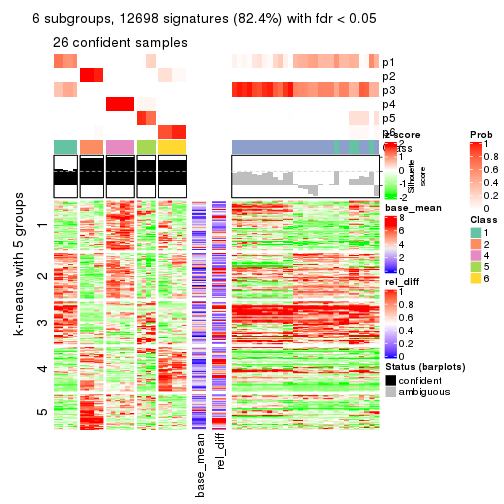 6 subgroups, 12698 signatures (82.4%) with fdr < 0.05
26 confident samples
p1
p2
p3
p4
p5
p6
Class
Silhouette
score
z_score
2
1
0
-1
-2
Prob
1
0.8
0.6
0.4
0.2
0
base_mean
8
6
4
2
0
Class
1
2
4
5
6
rel_diff
1
0.8
0.6
0.4
0.2
0
Status (barplots)
confident
ambiguous
k-means with 5 groups
1
2
3
4
5
base_mean
rel_diff